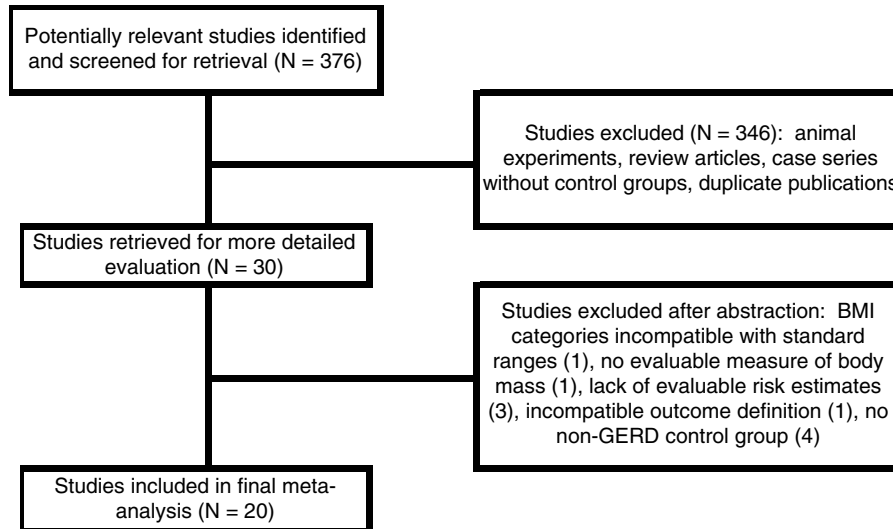 Potentially relevant studies identified
and screened for retrieval (N = 376)
Studies excluded (N = 346): animal
experiments, review articles, case series
without control groups, duplicate publications
Studies retrieved for more detailed
evaluation (N = 30)
Studies excluded after abstraction: BMI
categories incompatible with standard
ranges (1), no evaluable measure of body
mass (1), lack of evaluable risk estimates
(3), incompatible outcome definition (1), no
non-GERD control group (4)
Studies included in final meta-
analysis (N = 20)